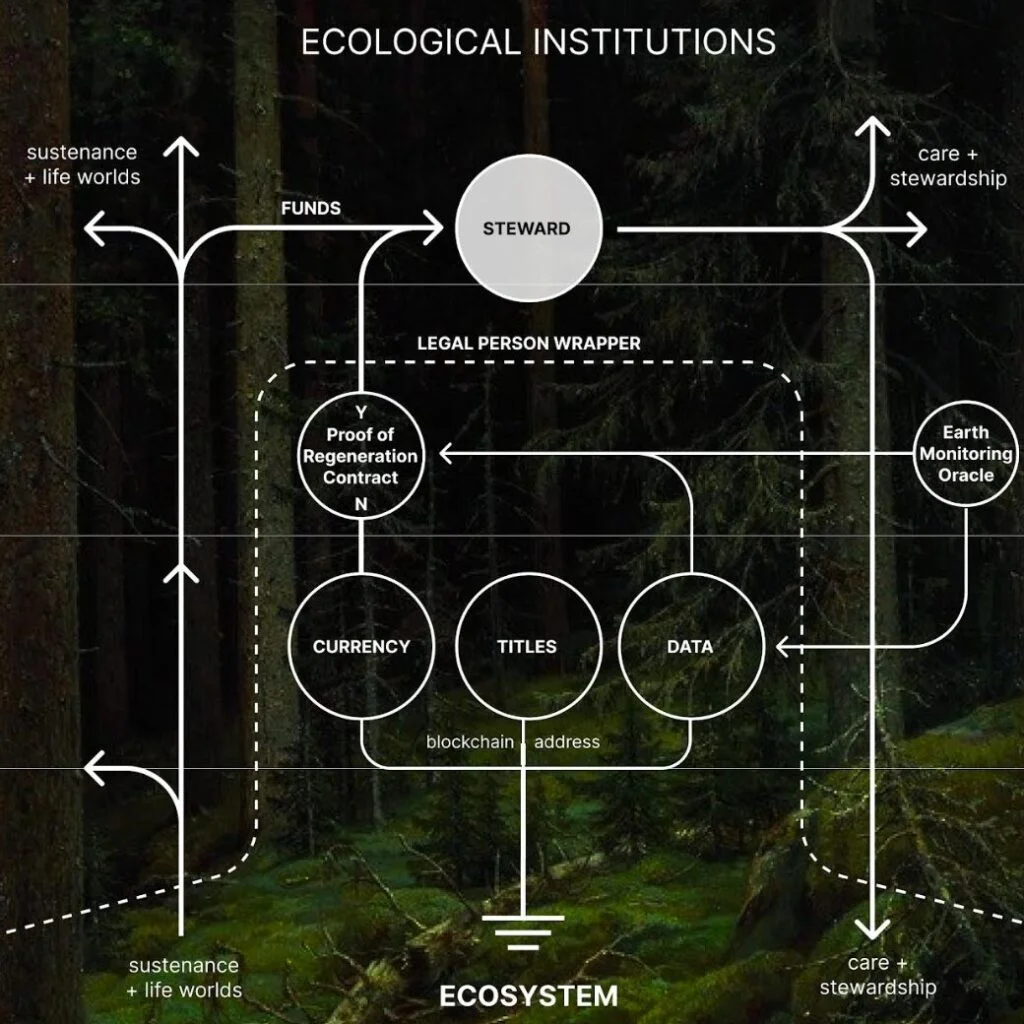 ECOLOGICAL INSTITUTIONS
sustenance
+ life worlds
care +
stewardship
FUNDS
STEWARD
LEGAL PERSON WRAPPER
Y
Proof of
Regeneration
Contract
N
Earth
Monitoring
Oracle
CURRENCY
TITLES
DATA
blockchain address
sustenance
+ life worlds
care +
stewardship
ECOSYSTEM